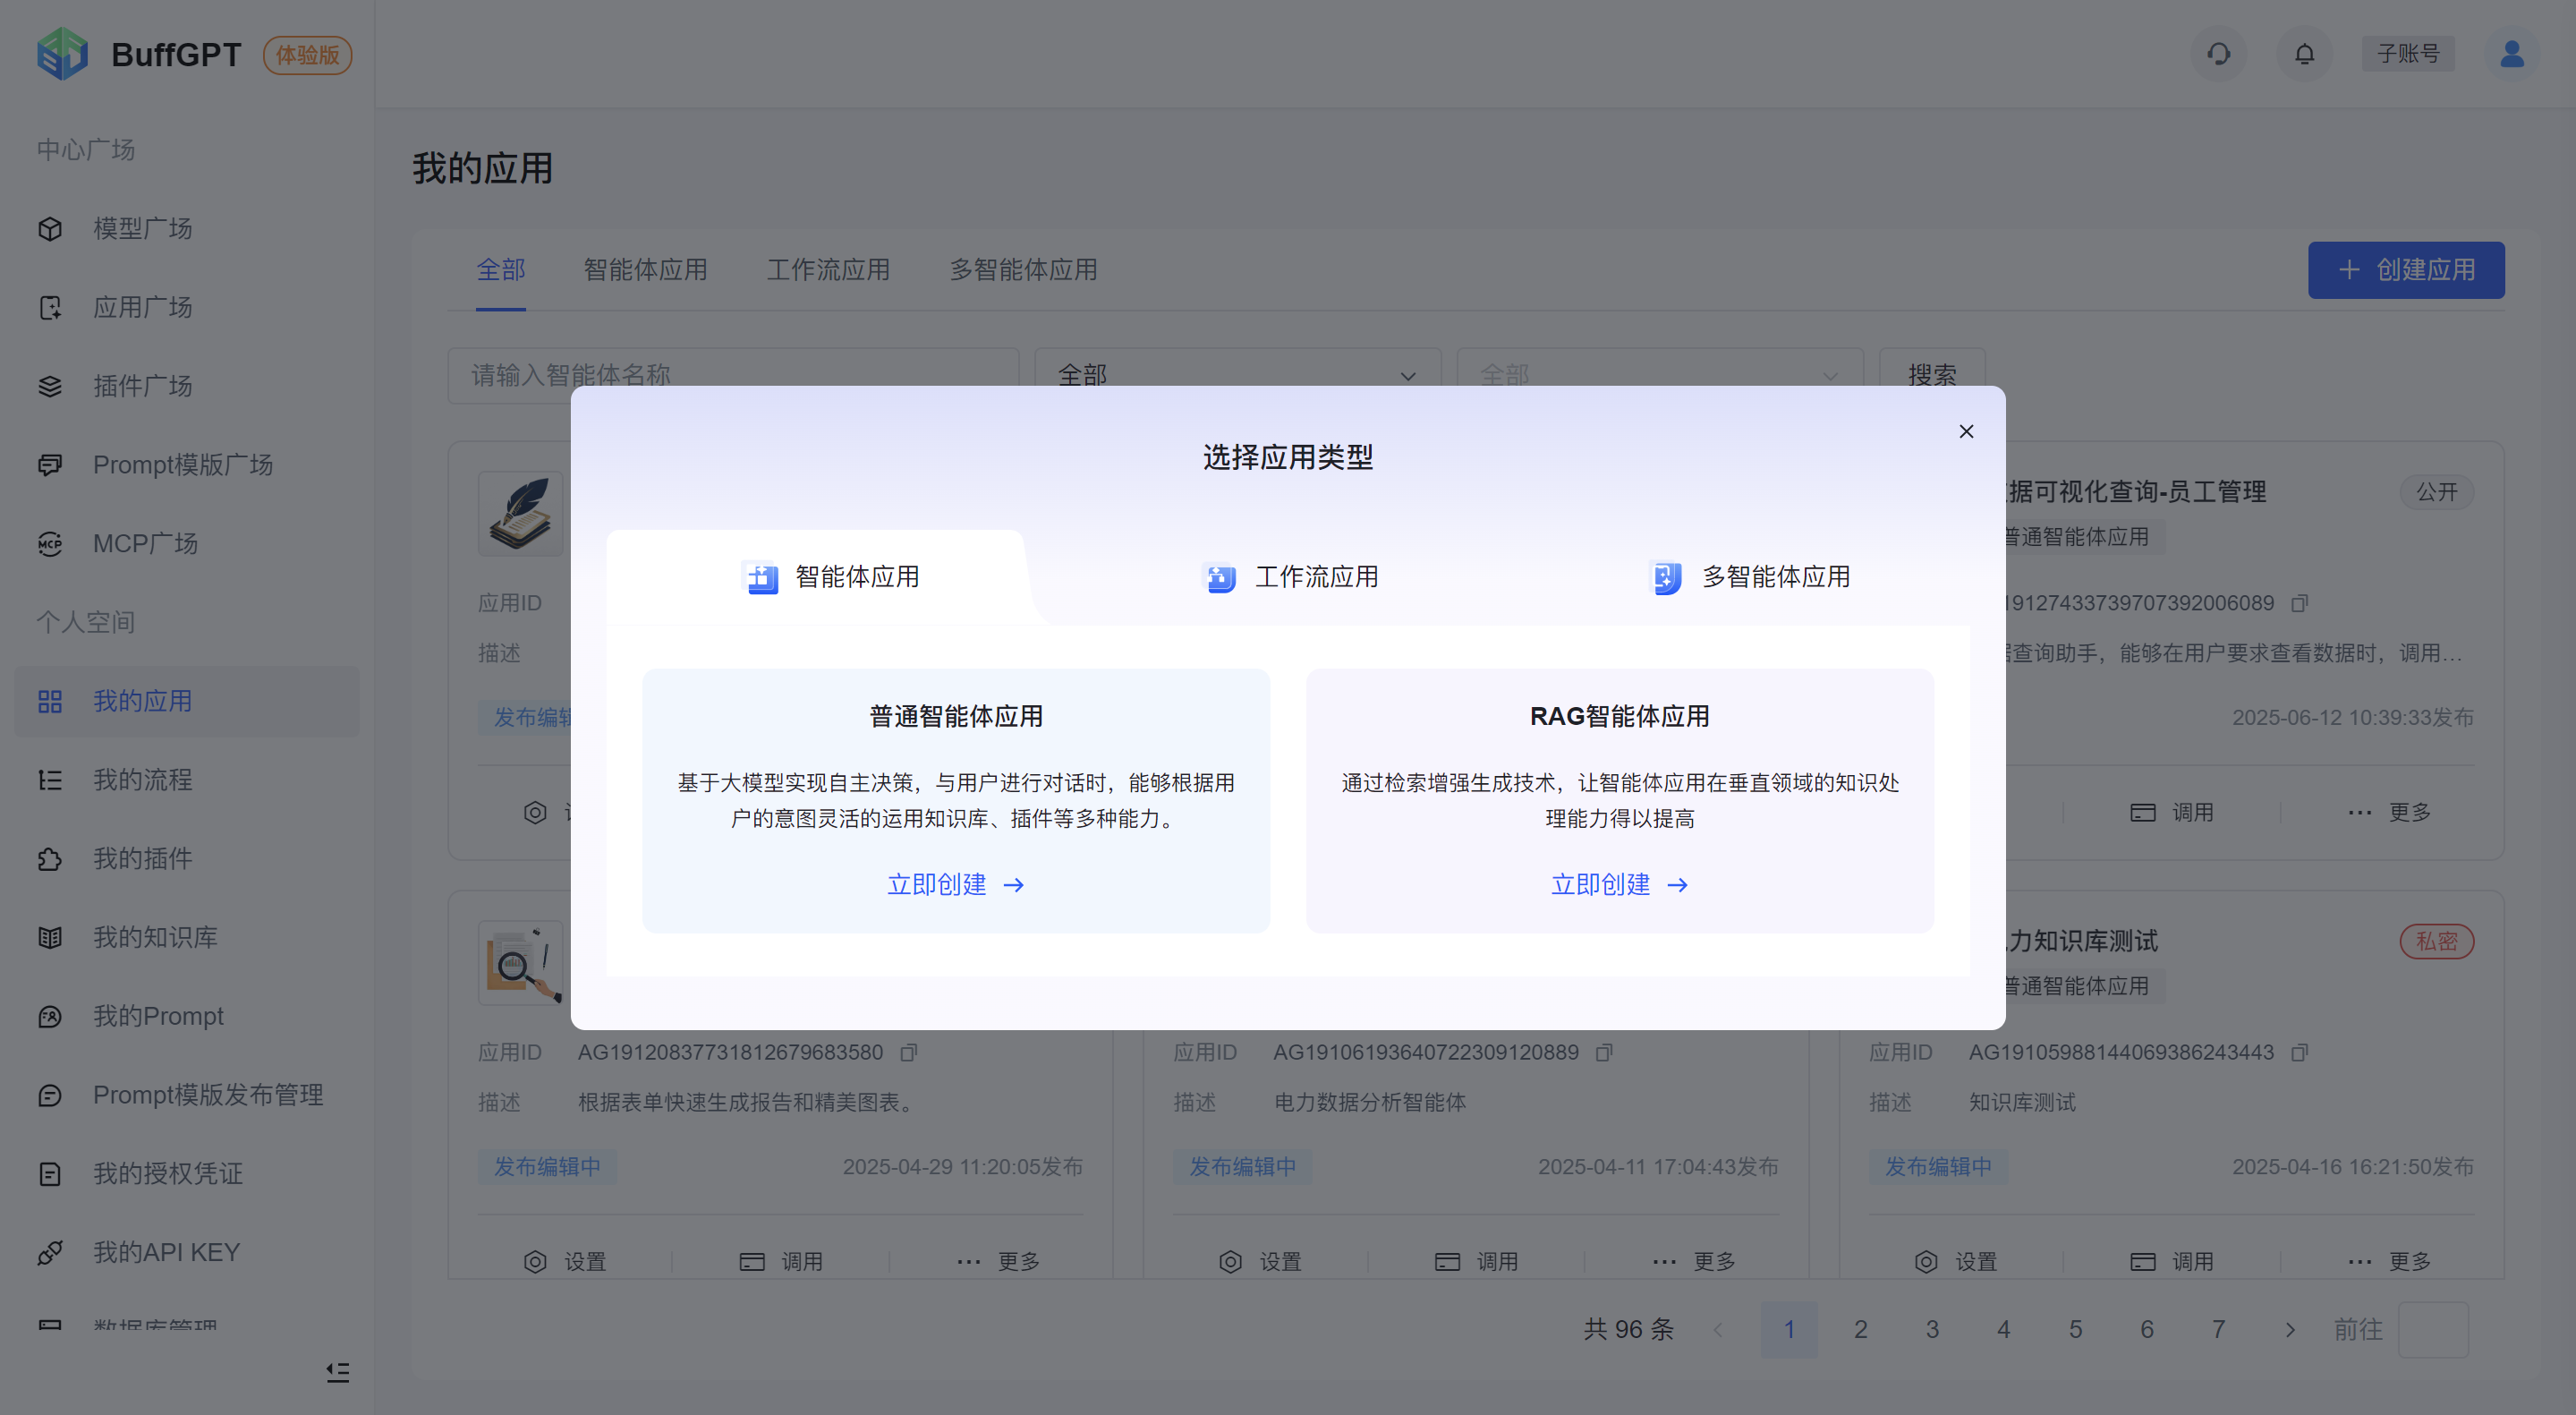 BuffGPT 体验版
子账号
中心广场
模型广场
应用广场
插件广场
Prompt模版广场
MCP广场
个人空间
我的应用
我的流程
我的插件
我的知识库
我的Prompt
Prompt模版发布管理
我的授权凭证
我的API KEY
数据库管理
我的应用
全部 智能体应用 工作流应用 多智能体应用
创建应用
请输入智能体名称 全部 全部 搜索
选择应用类型
智能体应用 工作流应用 多智能体应用
普通智能体应用
基于大模型实现自主决策，与用户进行对话时，能够根据用
户的意图灵活的运用知识库、插件等多种能力。
立即创建
RAG智能体应用
通过检索增强生成技术，让智能体应用在垂直领域的知识处
理能力得以提高
立即创建
应用ID
描述
发布编辑
据可视化查询-员工管理 公开
普通智能体应用
19127433739707392006089
查询助手，能够在用户要求查看数据时，调用...
2025-06-12 10:39:33发布
调用 更多
应用ID AG19120837731812679683580
描述 根据表单快速生成报告和精美图表。
发布编辑中 2025-04-29 11:20:05发布
设置 调用 更多
应用ID AG19106193640722309120889
描述 电力数据分析智能体
发布编辑中 2025-04-11 17:04:43发布
设置 调用 更多
力知识库测试 私密
普通智能体应用
应用ID AG19105988144069386243443
描述 知识库测试
发布编辑中 2025-04-16 16:21:50发布
设置 调用 更多
共 96 条 1 2 3 4 5 6 7 前往